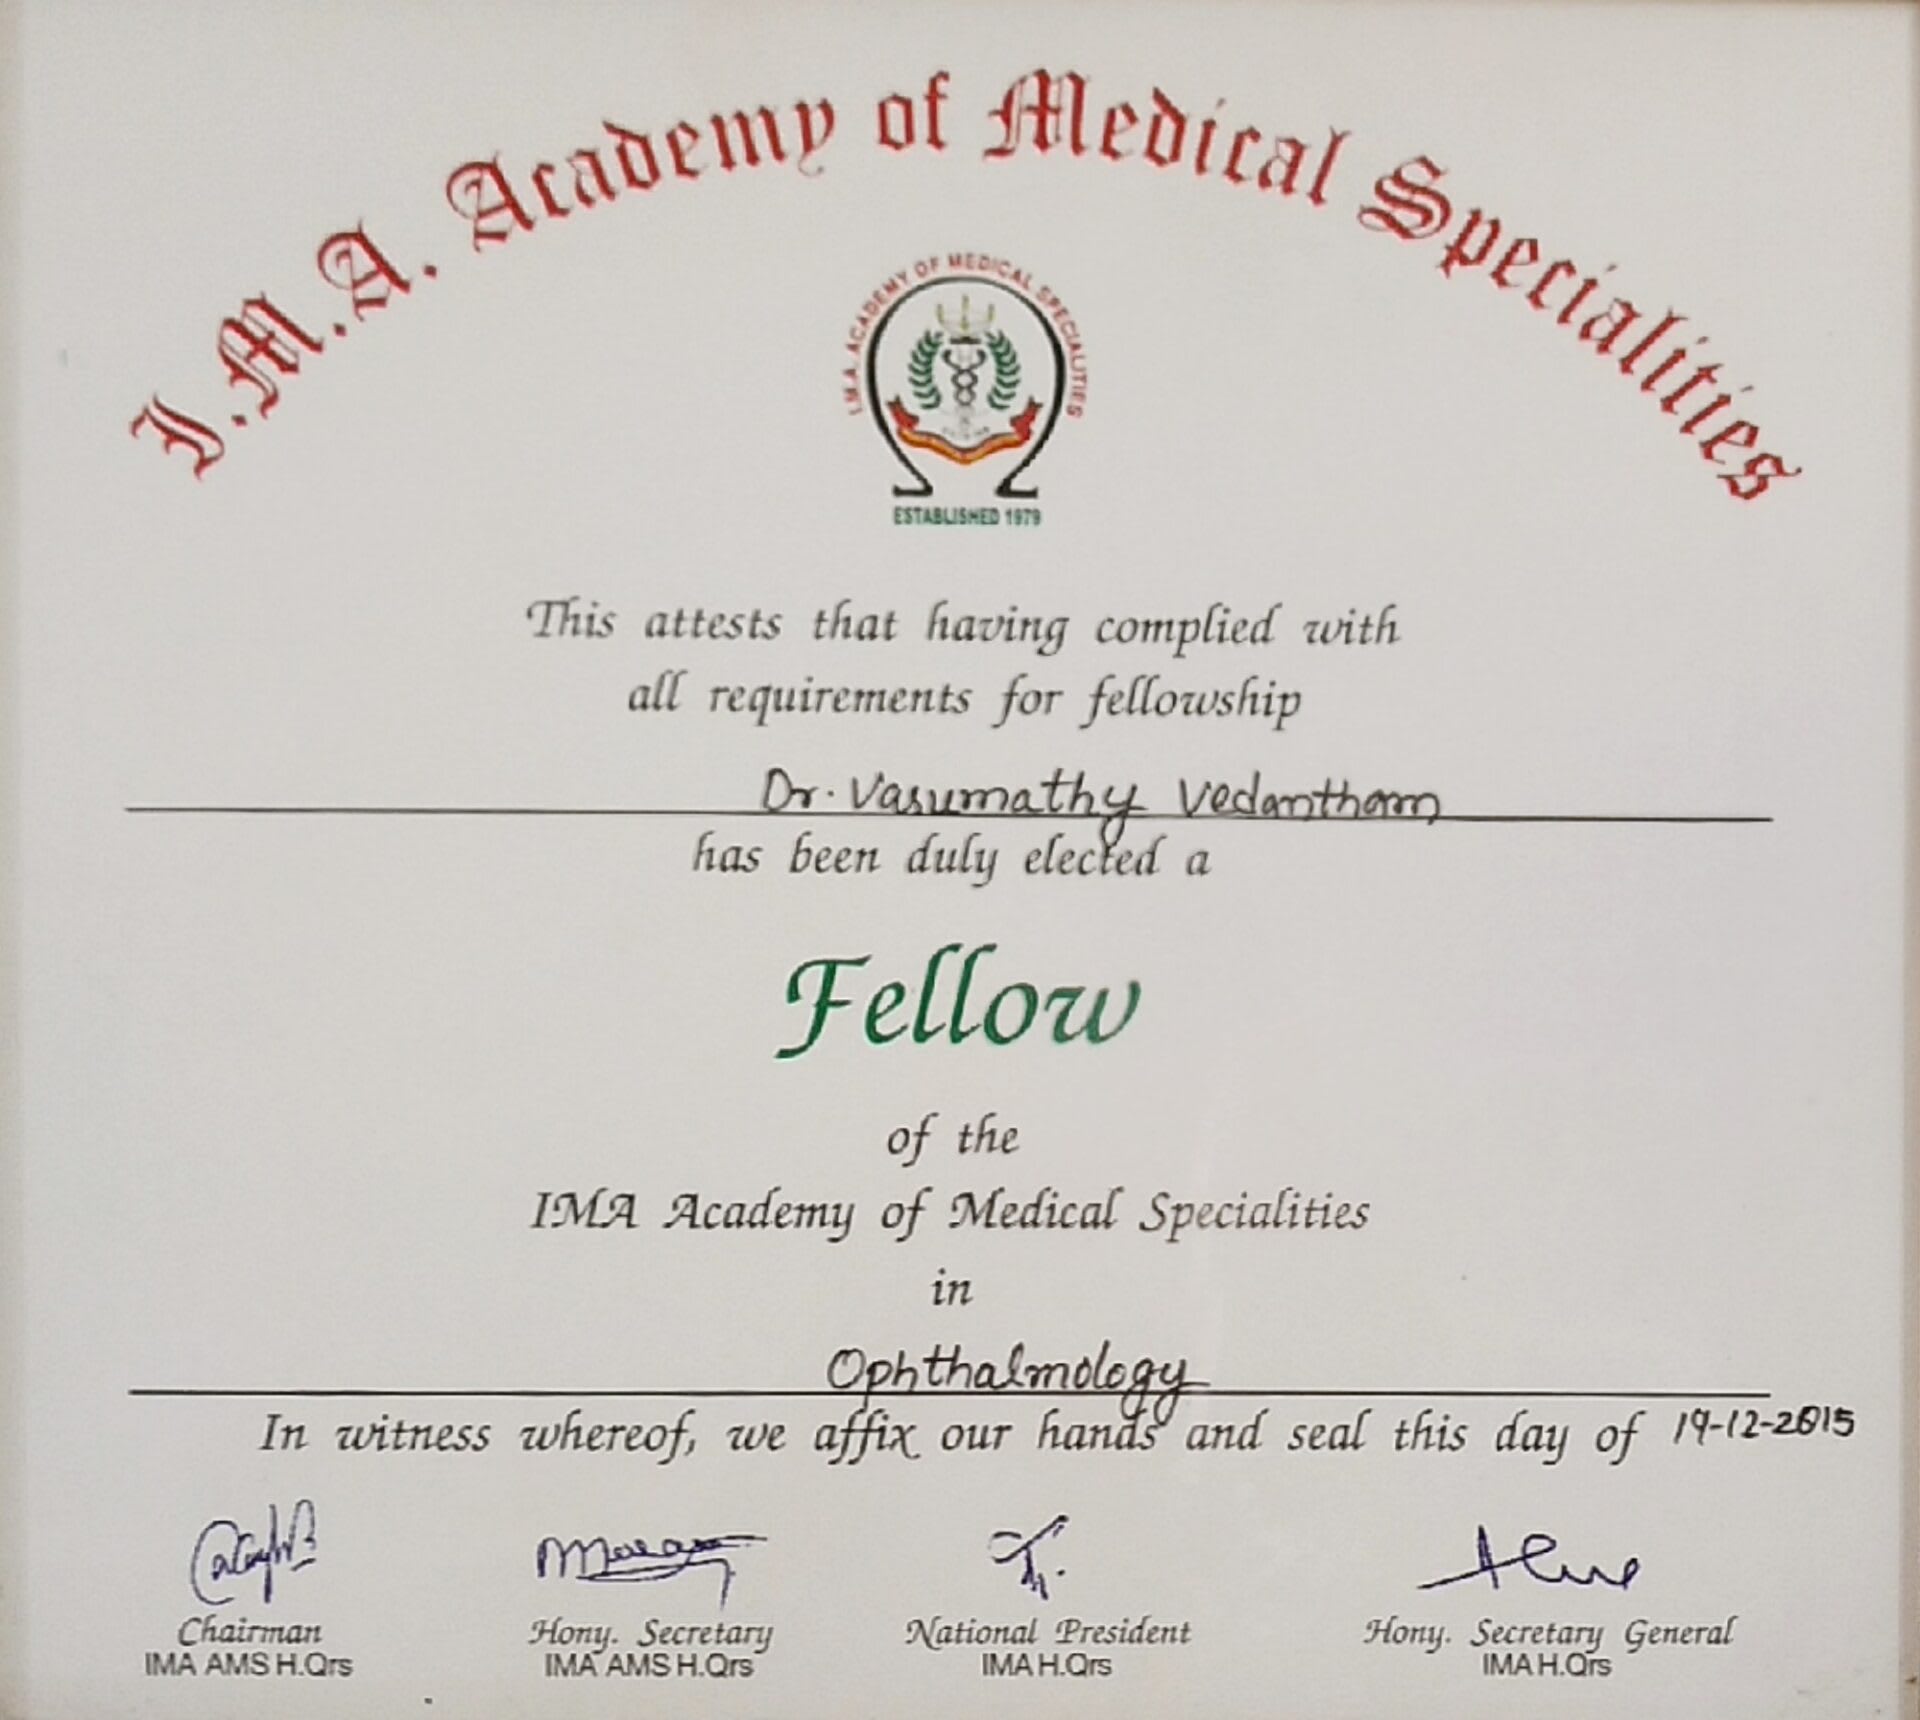 I.M.A. Academy of Medical Specialities
I.M.A. ACADEMY OF MEDICAL SPECIALITIES
ESTABLISHED 1979
This attests that having complied with
all requirements for fellowship
Dr. Vasumathy Vedantham
has been duly elected a
Fellow
of the
IMA Academy of Medical Specialities
in
Ophthalmology
In witness whereof, we affix our hands and seal this day of 19-12-2015
Chairman
IMA AMS H.Qrs
Hony. Secretary
IMA AMS H.Qrs
National President
IMA H.Qrs
Hony. Secretary General
IMA H.Qrs